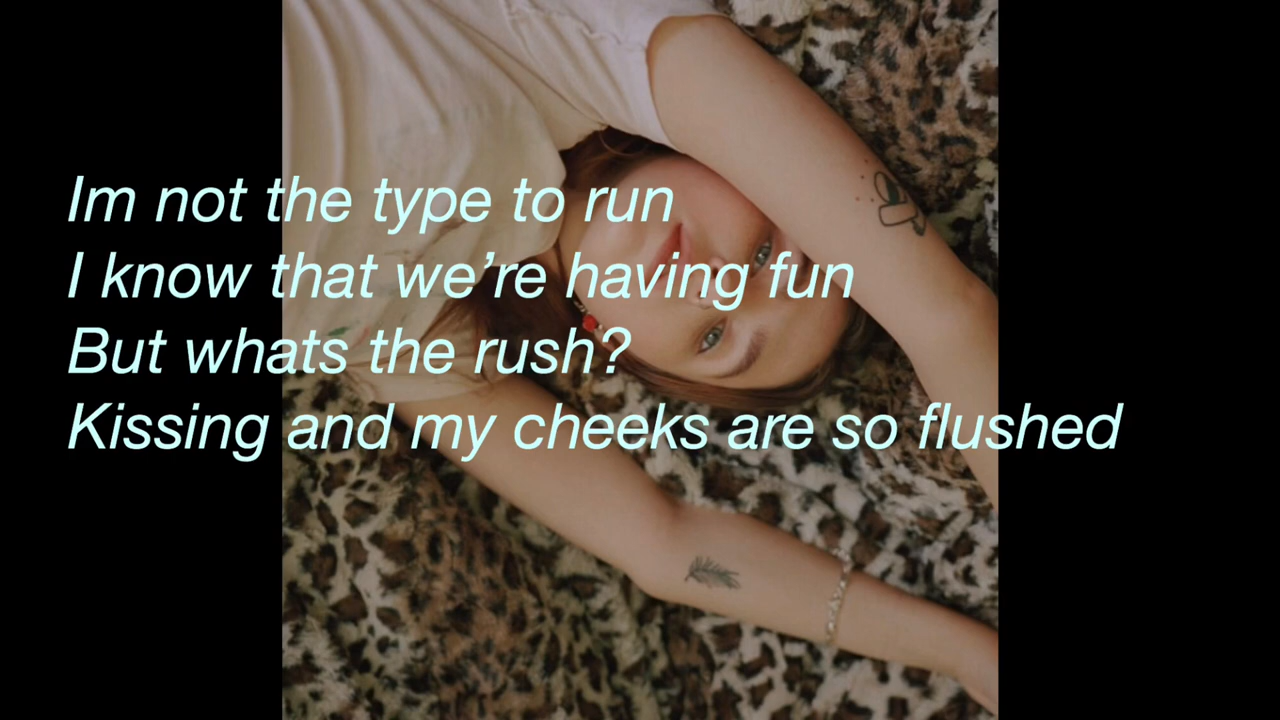 Im not the type to run
I know that we’re having fun
But whats the rush?
Kissing and my cheeks are so flushed